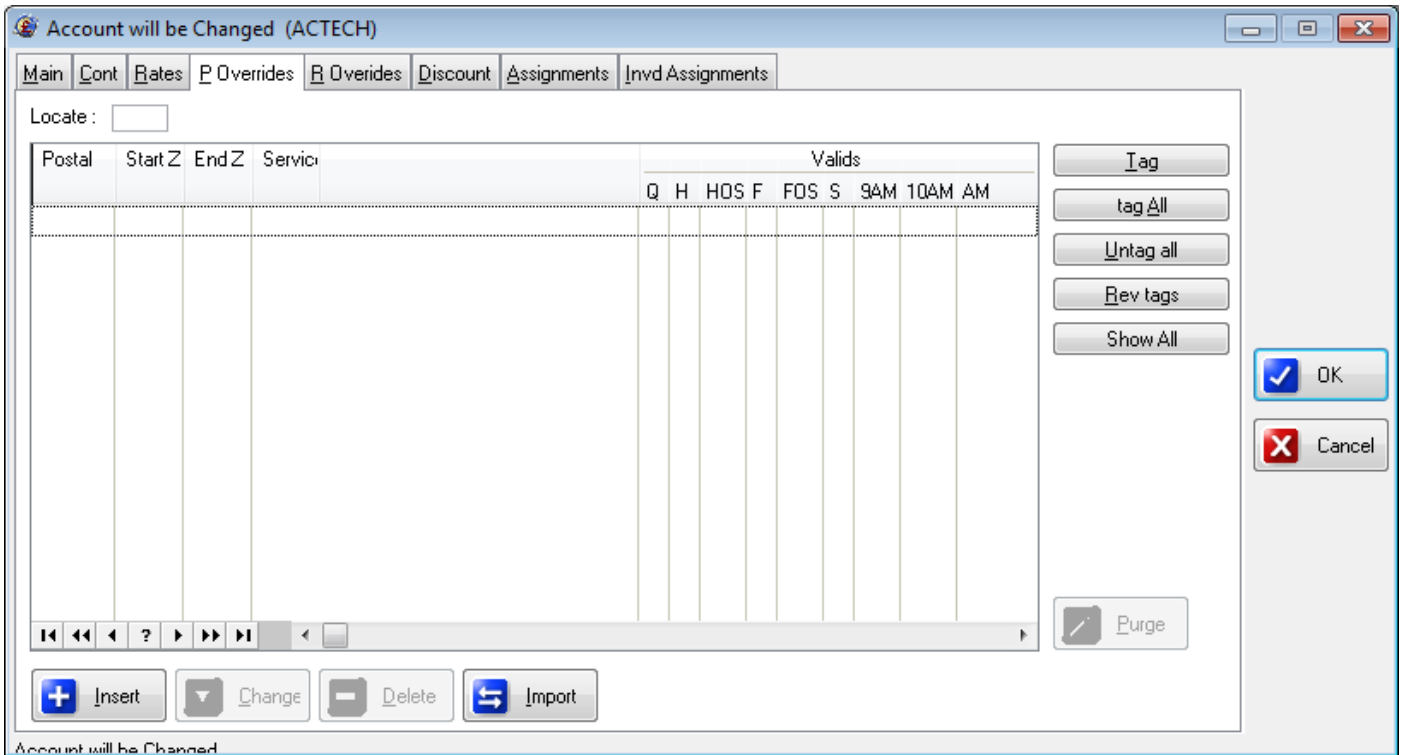 Account will be Changed (ACTECH)
Main Cont Rates P Overrides R Overides Discount Assignments Invd Assignments
Locate :
Postal Start Z End Z Servic Valids
Q H HOS F FOS S 9AM 10AM AM
Tag
tag All
Untag all
Rev tags
Show All
OK
Cancel
Purge
?
Insert Change Delete Import
Account will be Changed